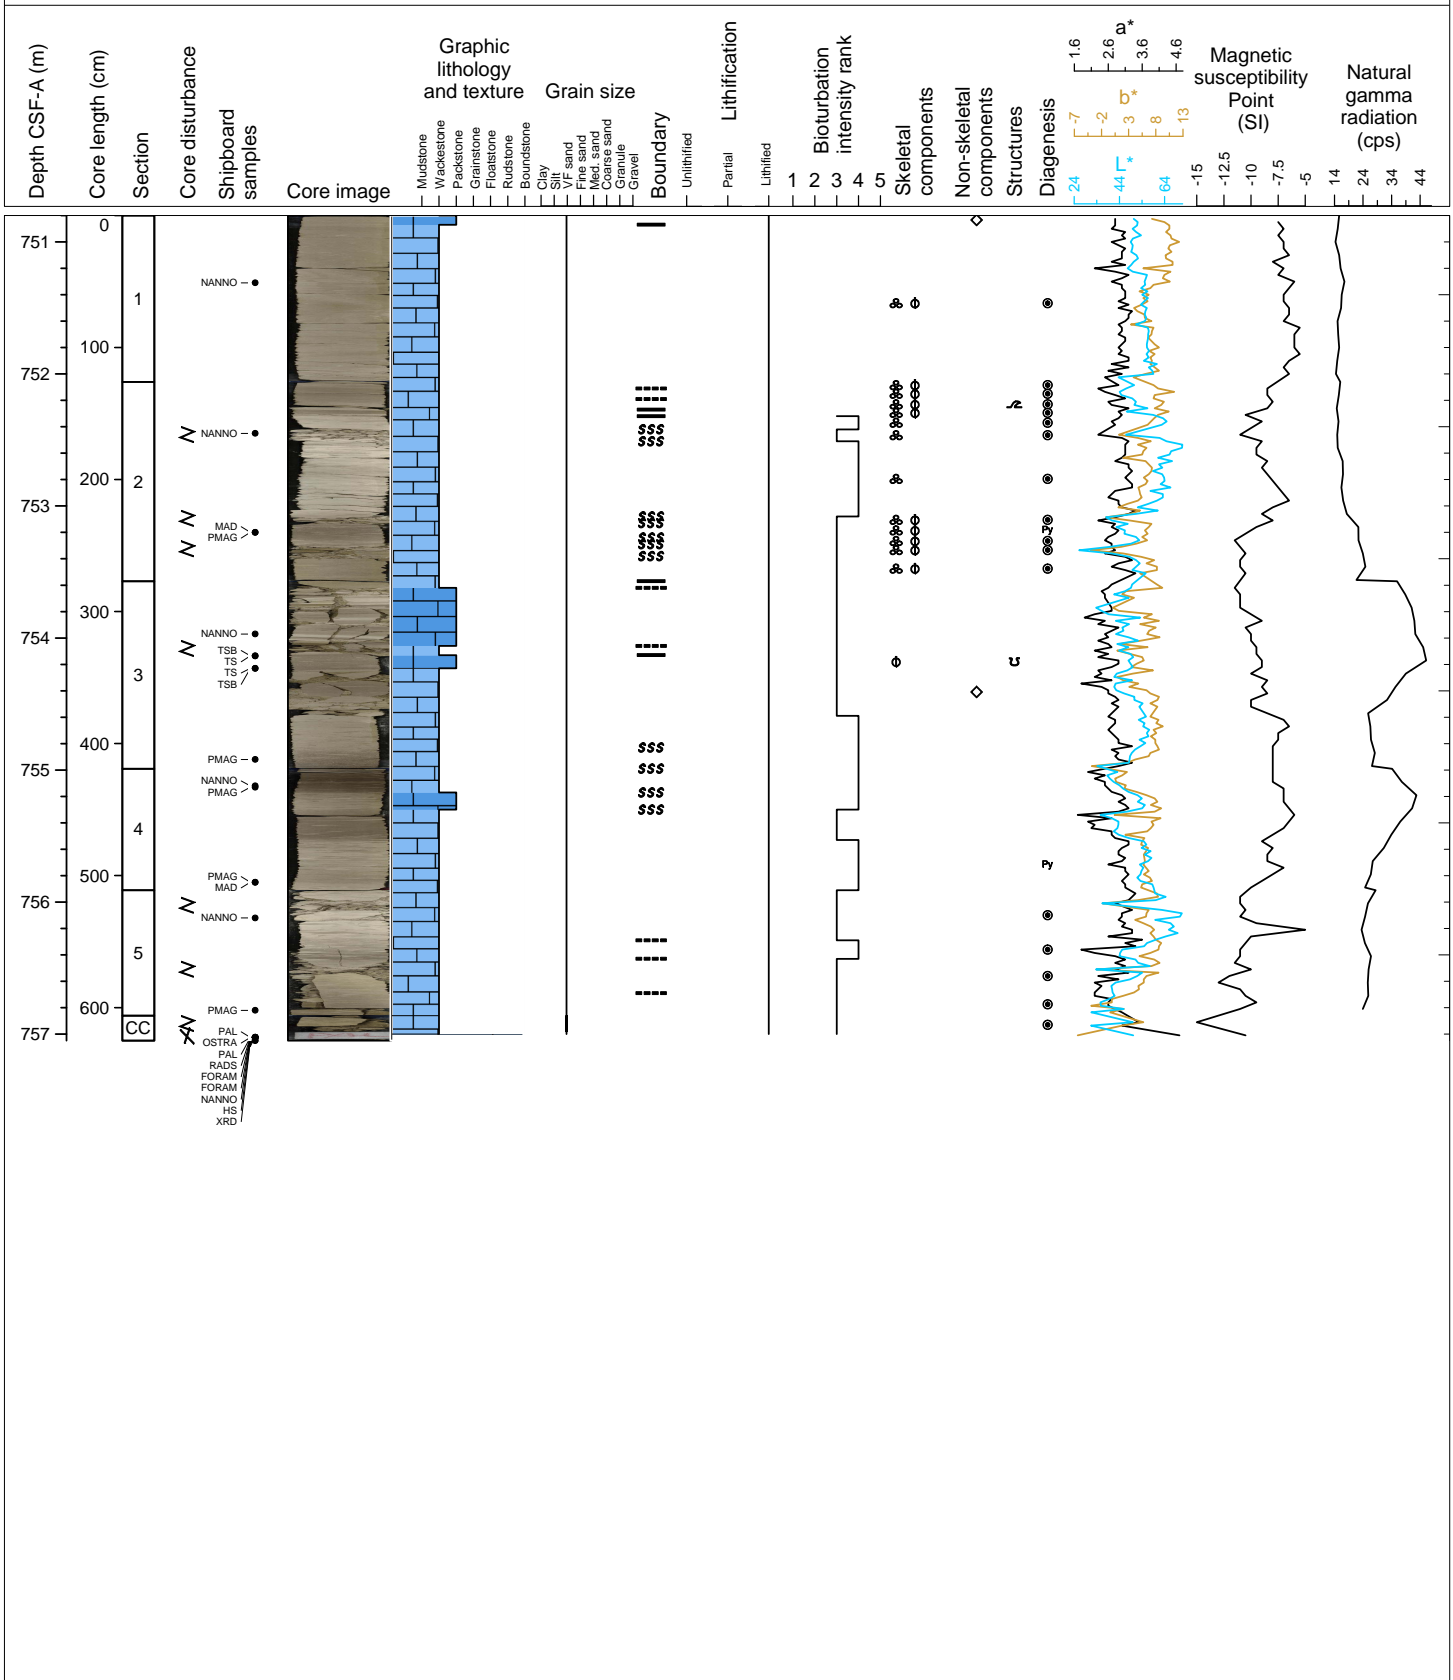 Depth CSF-A (m)
Core length (cm)
Section
Core disturbance
Shipboard
samples
Core image
Graphic
lithology
and texture
Mudstone
Wackestone
Packstone
Grainstone
Floatstone
Rudstone
Boundstone
Grain size
Clay
Silt
VF sand
Fine sand
Med. sand
Coarse sand
Granule
Gravel
Boundary
Lithification
Unlithified
Partial
Lithified
Bioturbation
intensity rank
1 2 3 4 5
Skeletal
components
Non-skeletal
components
Structures
Diagenesis
a*
1.6 2.6 3.6 4.6
b*
-7 -2 3 8 13
L*
24 44 64
Magnetic
susceptibility
Point
(SI)
-15 -12.5 -10 -7.5 -5
Natural
gamma
radiation
(cps)
14 24 34 44
0
751
NANNO
1
100
752
NANNO
200
2
753
MAD
PMAG
Py
300
754
NANNO
TSB
TS
3
TS
TSB
400
PMAG
755
NANNO
PMAG
4
Py
500
PMAG
MAD
756
NANNO
5
600
PMAG
CC
757
PAL
OSTRA
PAL
RADS
FORAM
FORAM
NANNO
HS
XRD